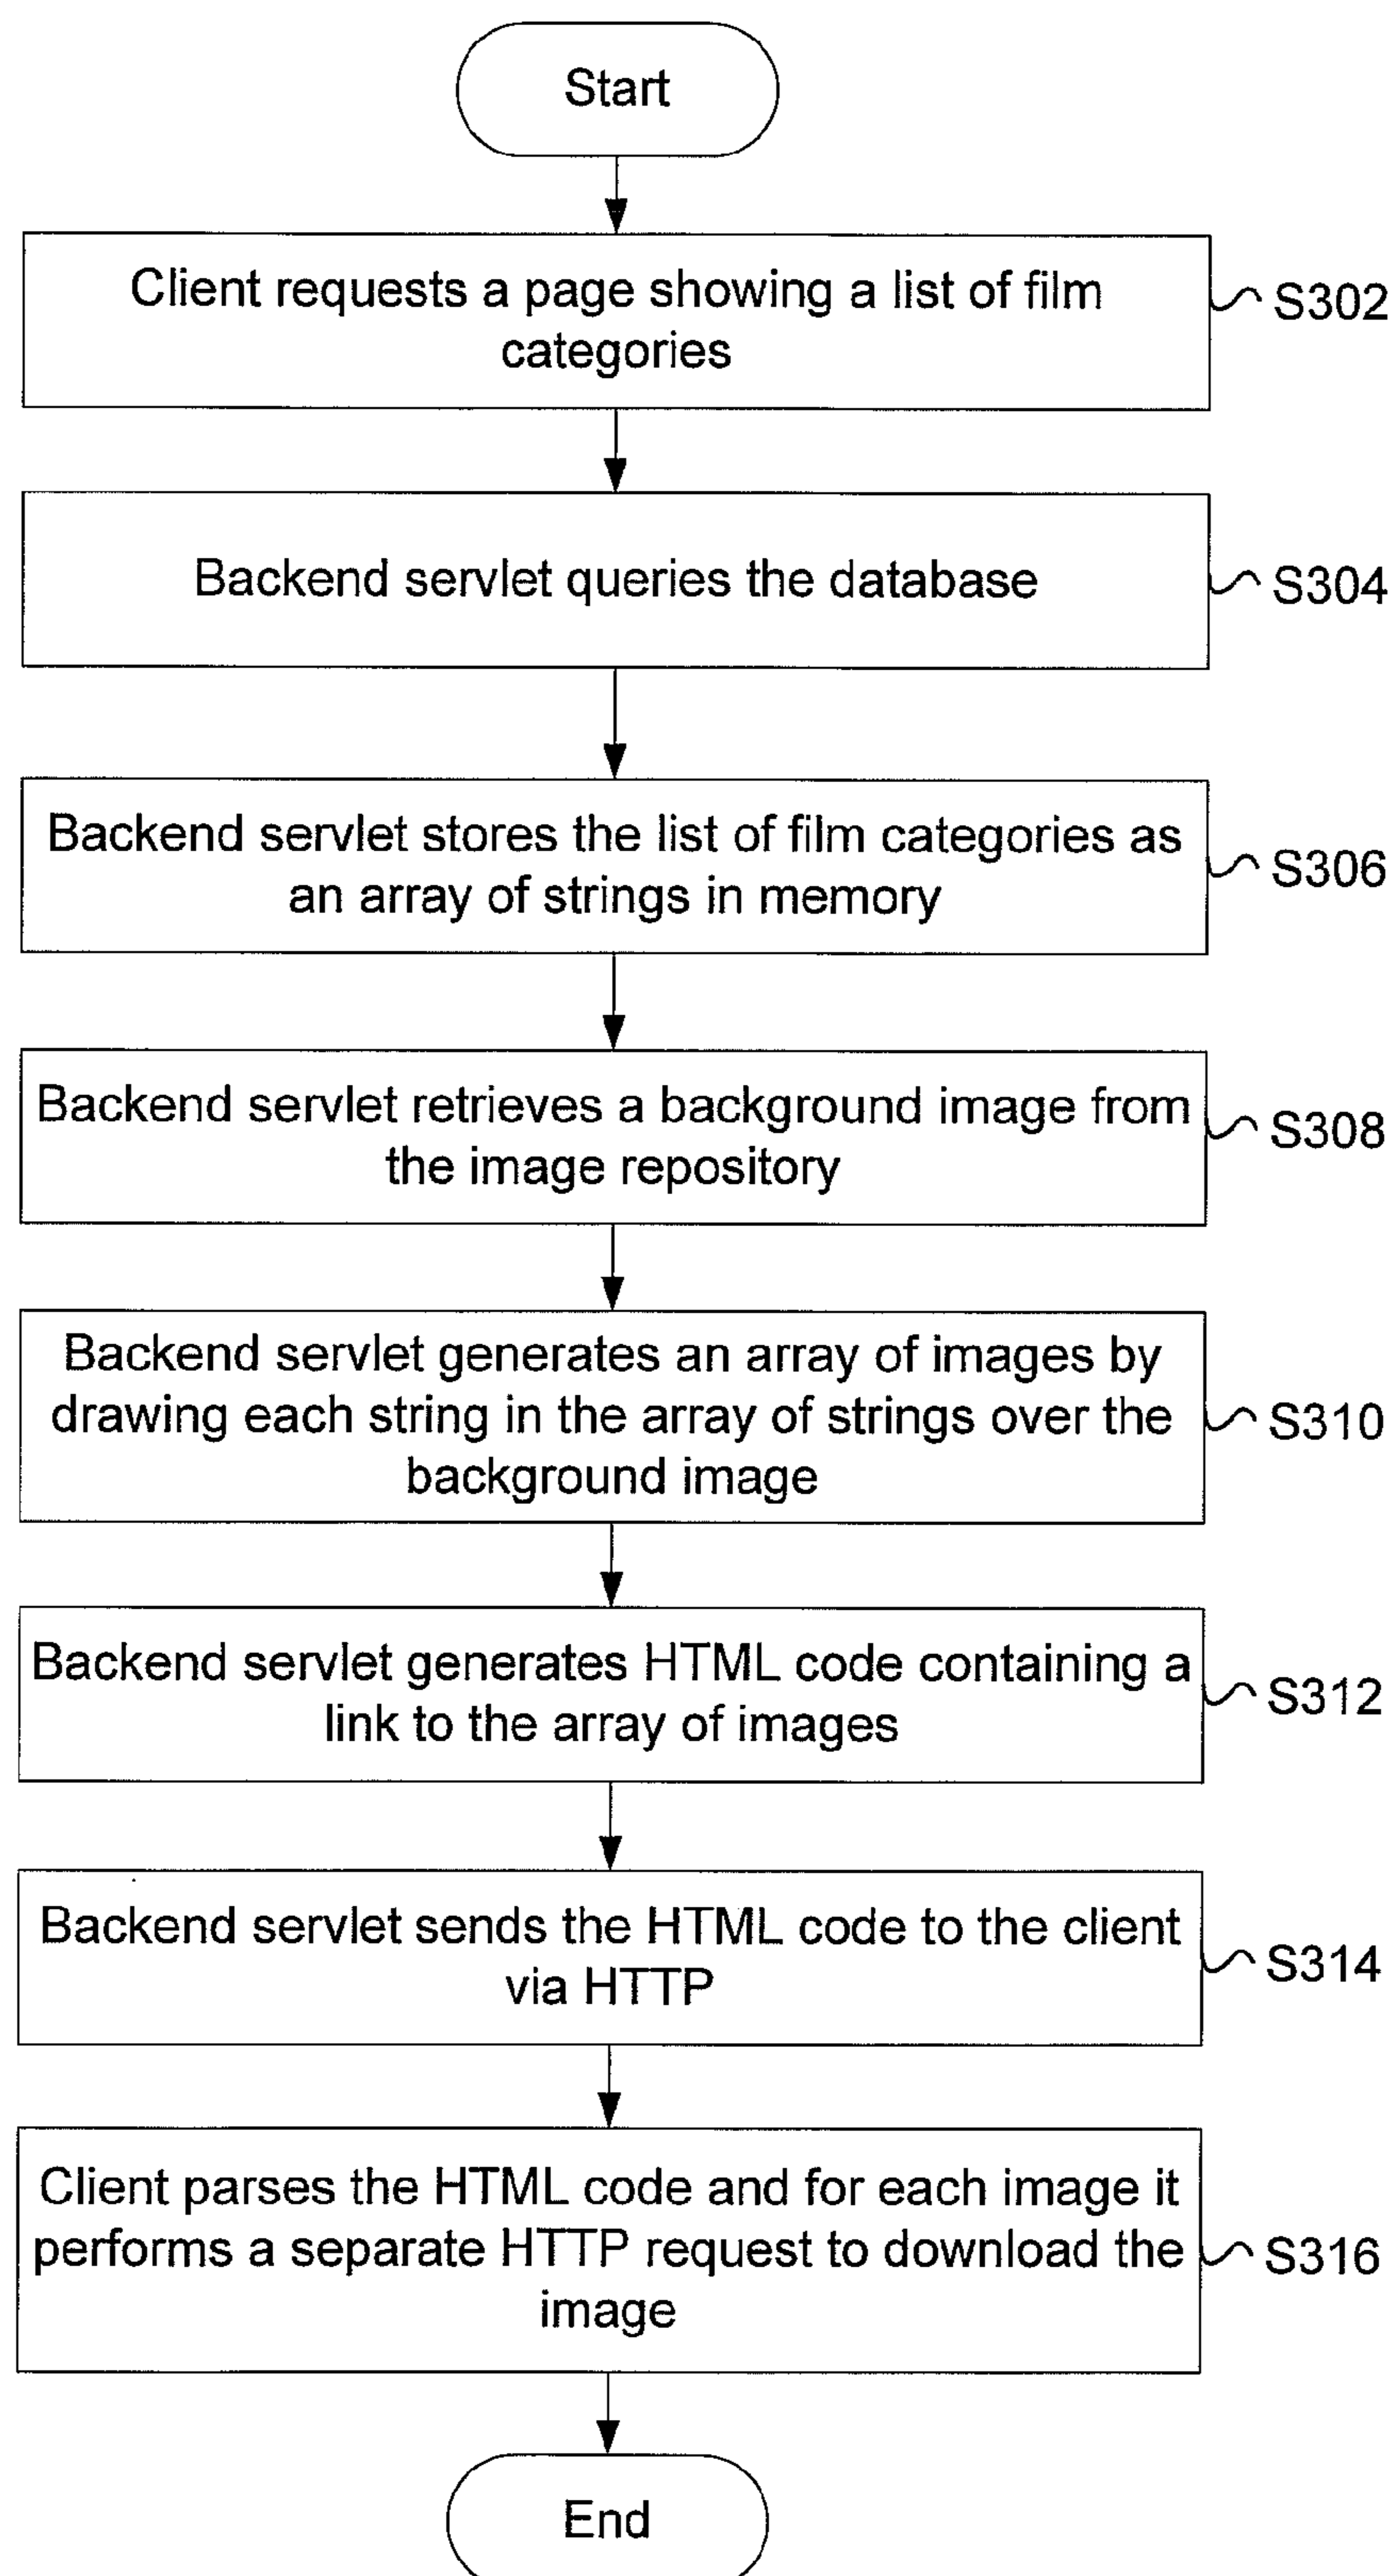 Start
Client requests a page showing a list of film
categories
S302
Backend servlet queries the database
S304
Backend servlet stores the list of film categories as
an array of strings in memory
S306
Backend servlet retrieves a background image from
the image repository
S308
Backend servlet generates an array of images by
drawing each string in the array of strings over the
background image
S310
Backend servlet generates HTML code containing a
link to the array of images
S312
Backend servlet sends the HTML code to the client
via HTTP
S314
Client parses the HTML code and for each image it
performs a separate HTTP request to download the
image
S316
End